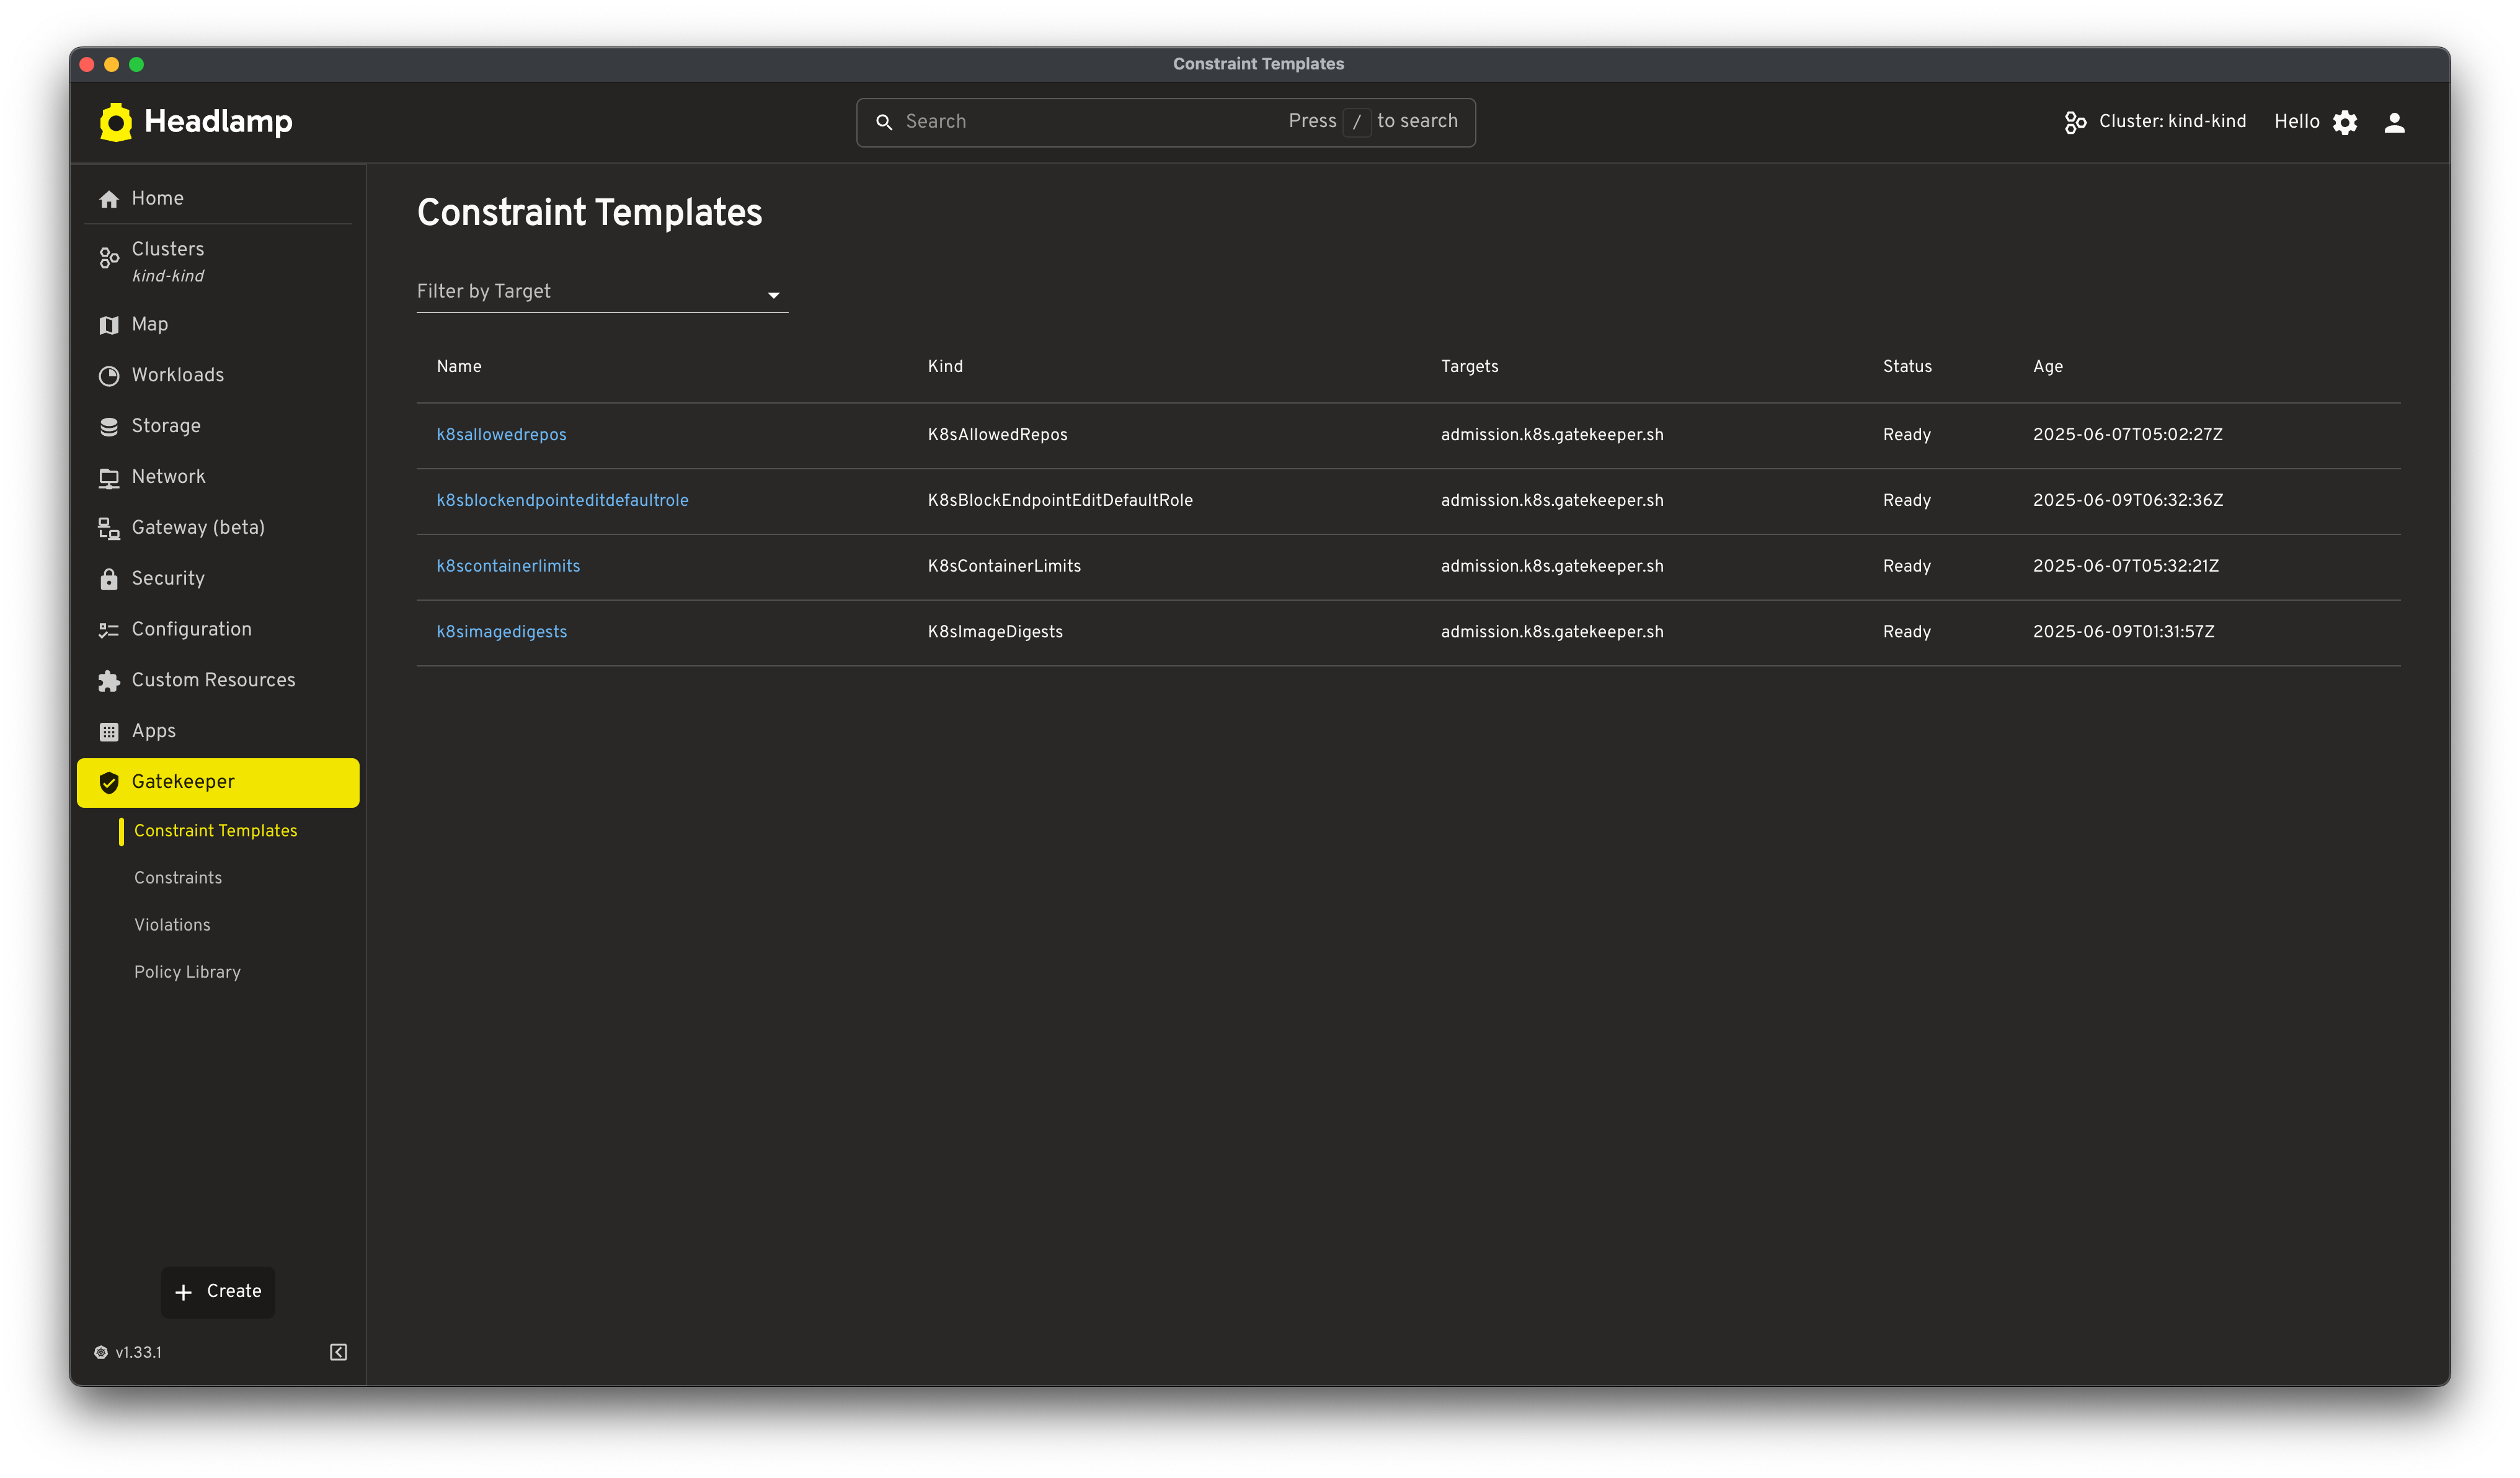 Constraint Templates
Headlamp
Search Press / to search
Cluster: kind-kind Hello
Home
Clusters
kind-kind
Map
Workloads
Storage
Network
Gateway (beta)
Security
Configuration
Custom Resources
Apps
Gatekeeper
Constraint Templates
Constraints
Violations
Policy Library
Create
v1.33.1
Constraint Templates
Filter by Target
Name Kind Targets Status Age
k8sallowedrepos K8sAllowedRepos admission.k8s.gatekeeper.sh Ready 2025-06-07T05:02:27Z
k8sblockendpointeditdefaultrole K8sBlockEndpointEditDefaultRole admission.k8s.gatekeeper.sh Ready 2025-06-09T06:32:36Z
k8scontainerlimits K8sContainerLimits admission.k8s.gatekeeper.sh Ready 2025-06-07T05:32:21Z
k8simagedigests K8sImageDigests admission.k8s.gatekeeper.sh Ready 2025-06-09T01:31:57Z